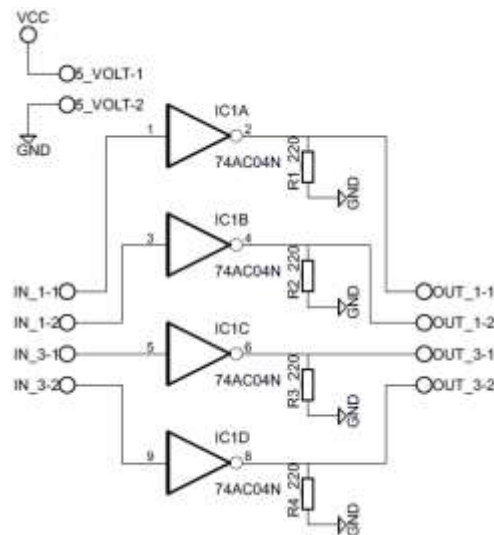 VCC
5_VOLT-1
5_VOLT-2
GND
IC1A
1
2
74AC04N
R1 220
GND
IC1B
3
4
74AC04N
R2 220
GND
IN_1-1
OUT_1-1
IN_1-2
OUT_1-2
IC1C
IN_3-1
5
6
OUT_3-1
74AC04N
R3 220
GND
IN_3-2
OUT_3-2
IC1D
9
8
74AC04N
R4 220
GND